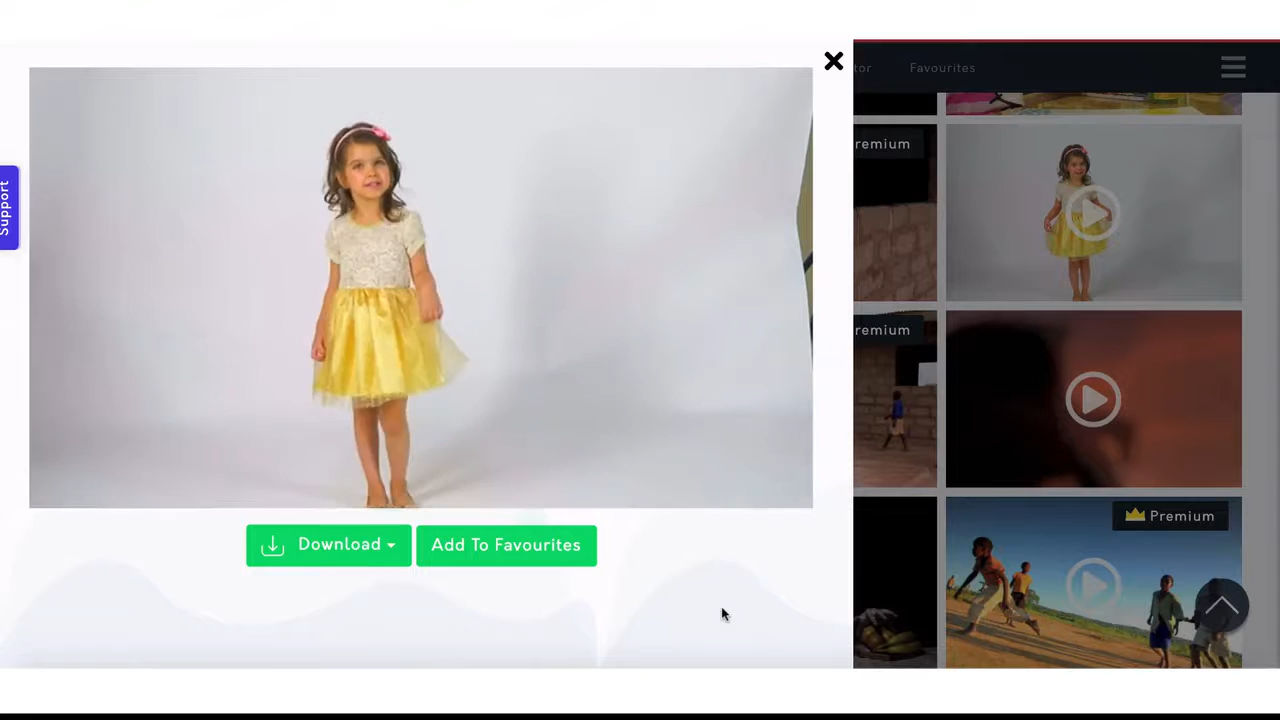 tor Favourites
Support
remium
remium
Premium
Download
Add To Favourites